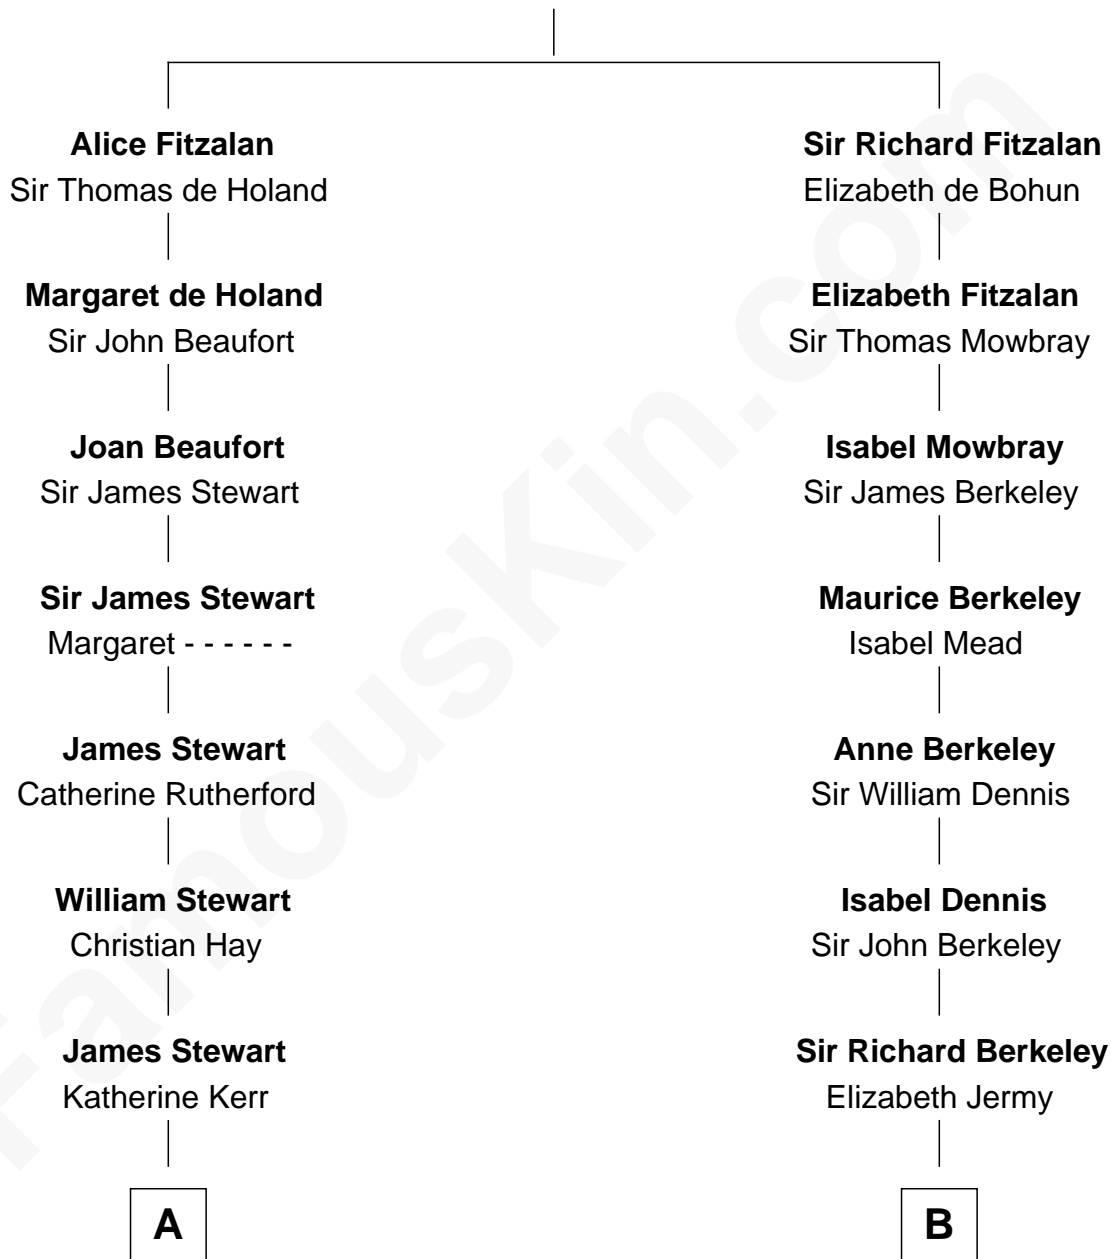 Alice Fitzalan
Sir Thomas de Holand
Margaret de Holand
Sir John Beaufort
Joan Beaufort
Sir James Stewart
Sir James Stewart
Margaret - - - - - -
James Stewart
Catherine Rutherford
William Stewart
Christian Hay
James Stewart
Katherine Kerr
A
Sir Richard Fitzalan
Elizabeth de Bohun
Elizabeth Fitzalan
Sir Thomas Mowbray
Isabel Mowbray
Sir James Berkeley
Maurice Berkeley
Isabel Mead
Anne Berkeley
Sir William Dennis
Isabel Dennis
Sir John Berkeley
Sir Richard Berkeley
Elizabeth Jermy
B
FamousKin.com